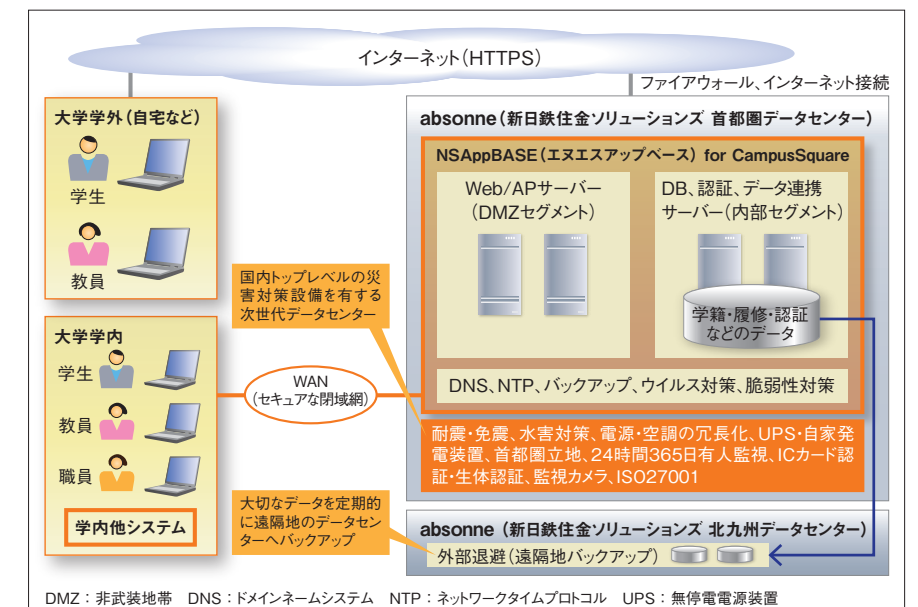 インターネット(HTTPS)
ファイアウォール、インターネット接続
大学学外(自宅など)
学生
教員
absonne(新日鉄住金ソリューションズ 首都圏データセンター)
NSAppBASE(エヌエスアップベース) for CampusSquare
Web/APサーバー
(DMZセグメント)
DB、認証、データ連携
サーバー(内部セグメント)
学籍・履修・認証
などのデータ
DNS、NTP、バックアップ、ウイルス対策、脆弱性対策
国内トップレベルの災
害対策設備を有する
次世代データセンター
大学学内
学生
教員
職員
学内他システム
WAN
(セキュアな閉域網)
耐震・免震、水害対策、電源・空調の冗長化、UPS・自家発
電装置、首都圏立地、24時間365日有人監視、ICカード認
証・生体認証、監視カメラ、ISO27001
大切なデータを定期的
に遠隔地のデータセン
ターへバックアップ
absonne (新日鉄住金ソリューションズ 北九州データセンター)
外部退避(遠隔地バックアップ)
DMZ:非武装地帯 DNS:ドメインネームシステム NTP:ネットワークタイムプロトコル UPS:無停電電源装置